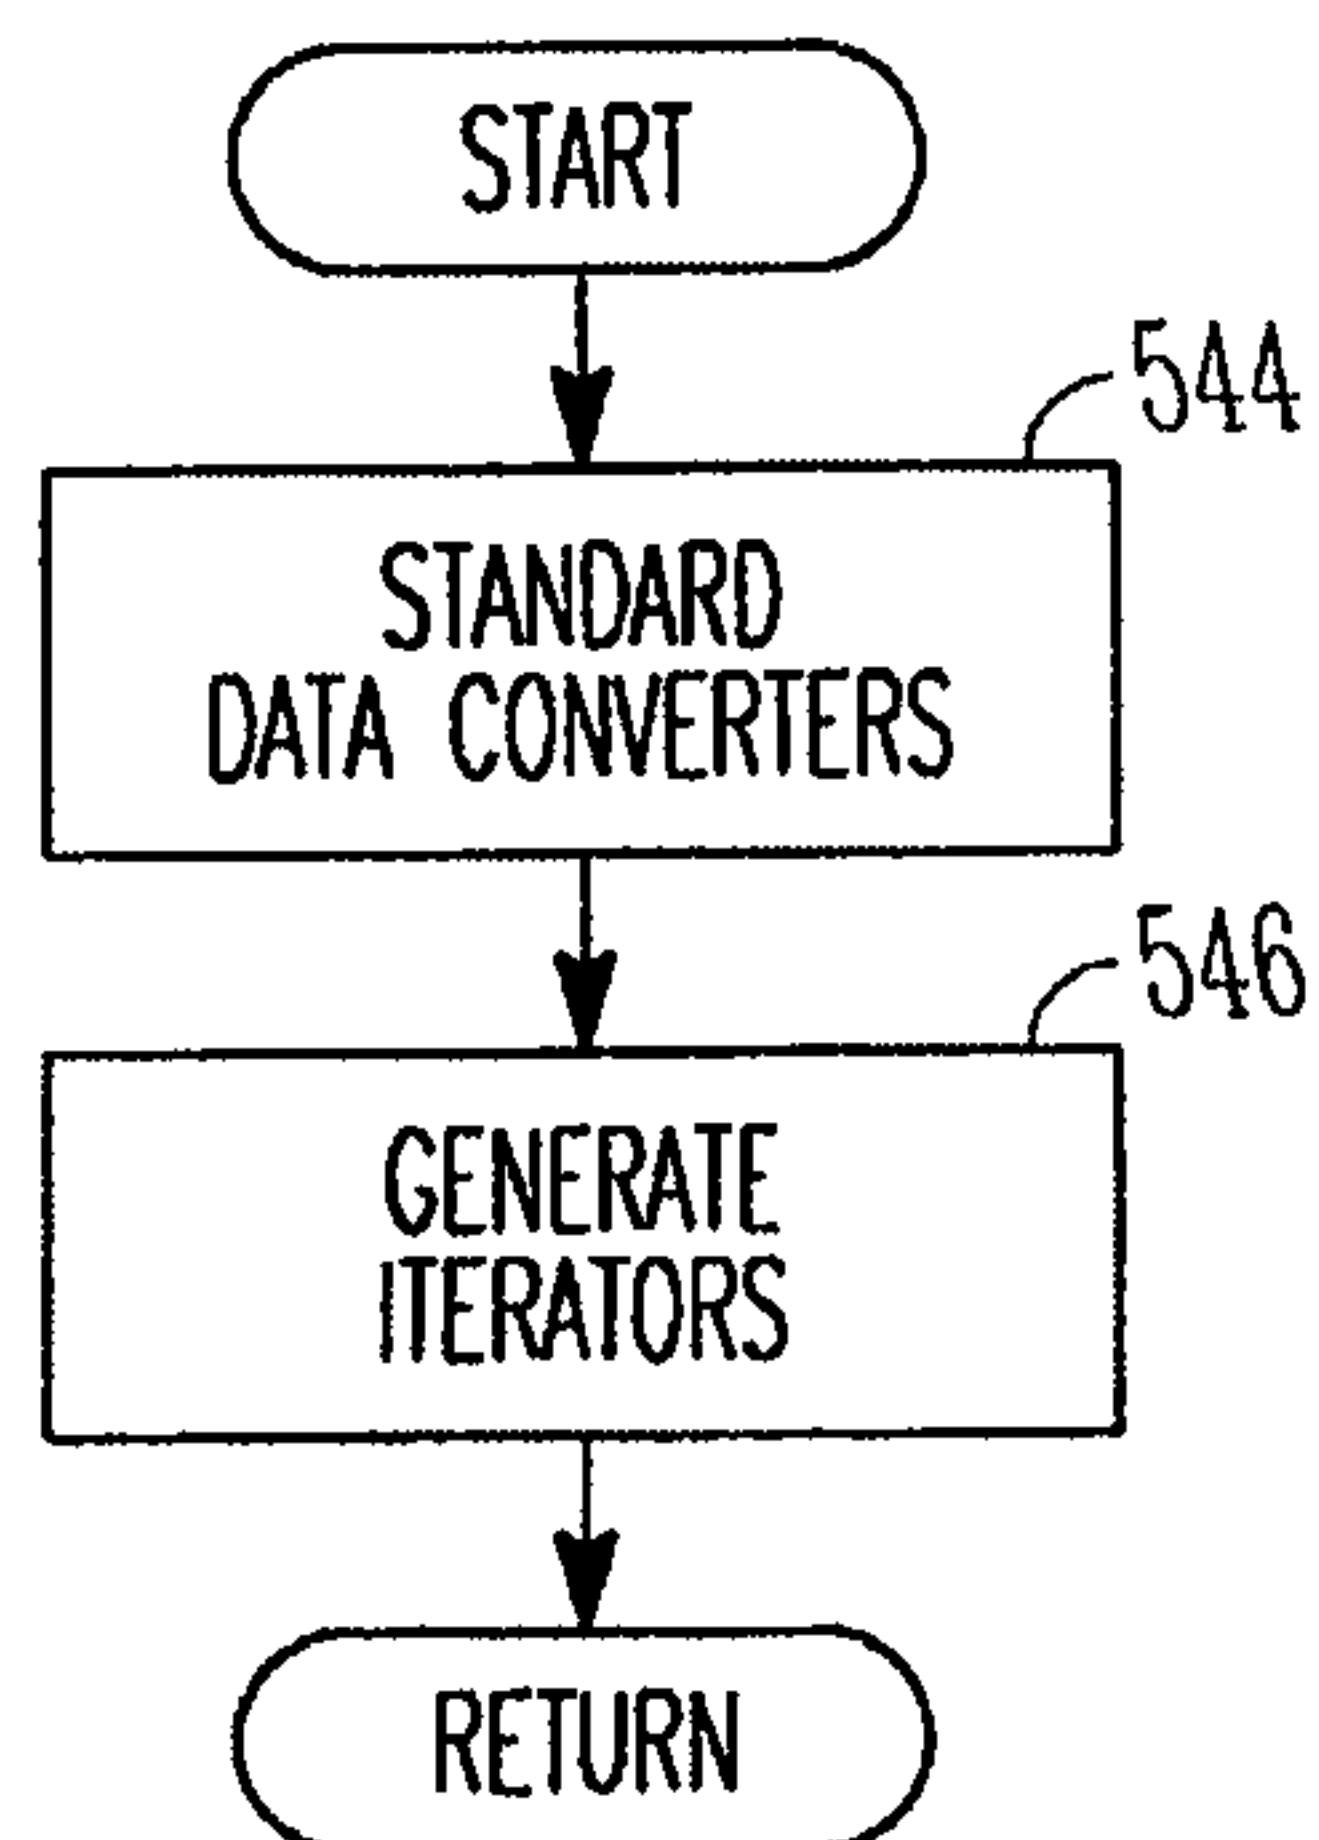 START
544
STANDARD
DATA CONVERTERS
546
GENERATE
ITERATORS
RETURN